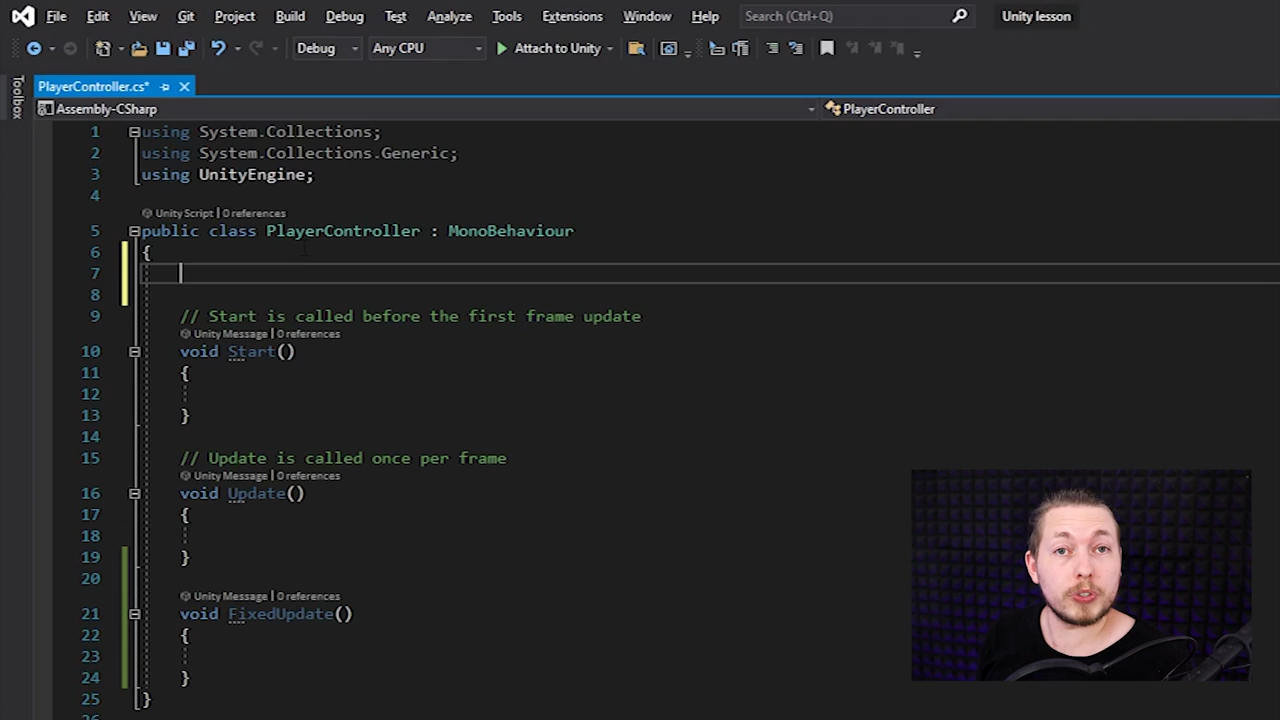 File Edit View Git Project Build Debug Test Analyze Tools Extensions Window Help Search (Ctrl+Q) Unity lesson
Debug Any CPU Attach to Unity
Toolbox
PlayerController.cs*
Assembly-CSharp PlayerController
1 using System.Collections;
2 using System.Collections.Generic;
3 using UnityEngine;
4
Unity Script | 0 references
5 public class PlayerController : MonoBehaviour
6 {
7
8
9 // Start is called before the first frame update
Unity Message | 0 references
10 void Start()
11 {
12
13 }
14
15 // Update is called once per frame
Unity Message | 0 references
16 void Update()
17 {
18
19 }
20
Unity Message | 0 references
21 void FixedUpdate()
22 {
23
24 }
25 }
26